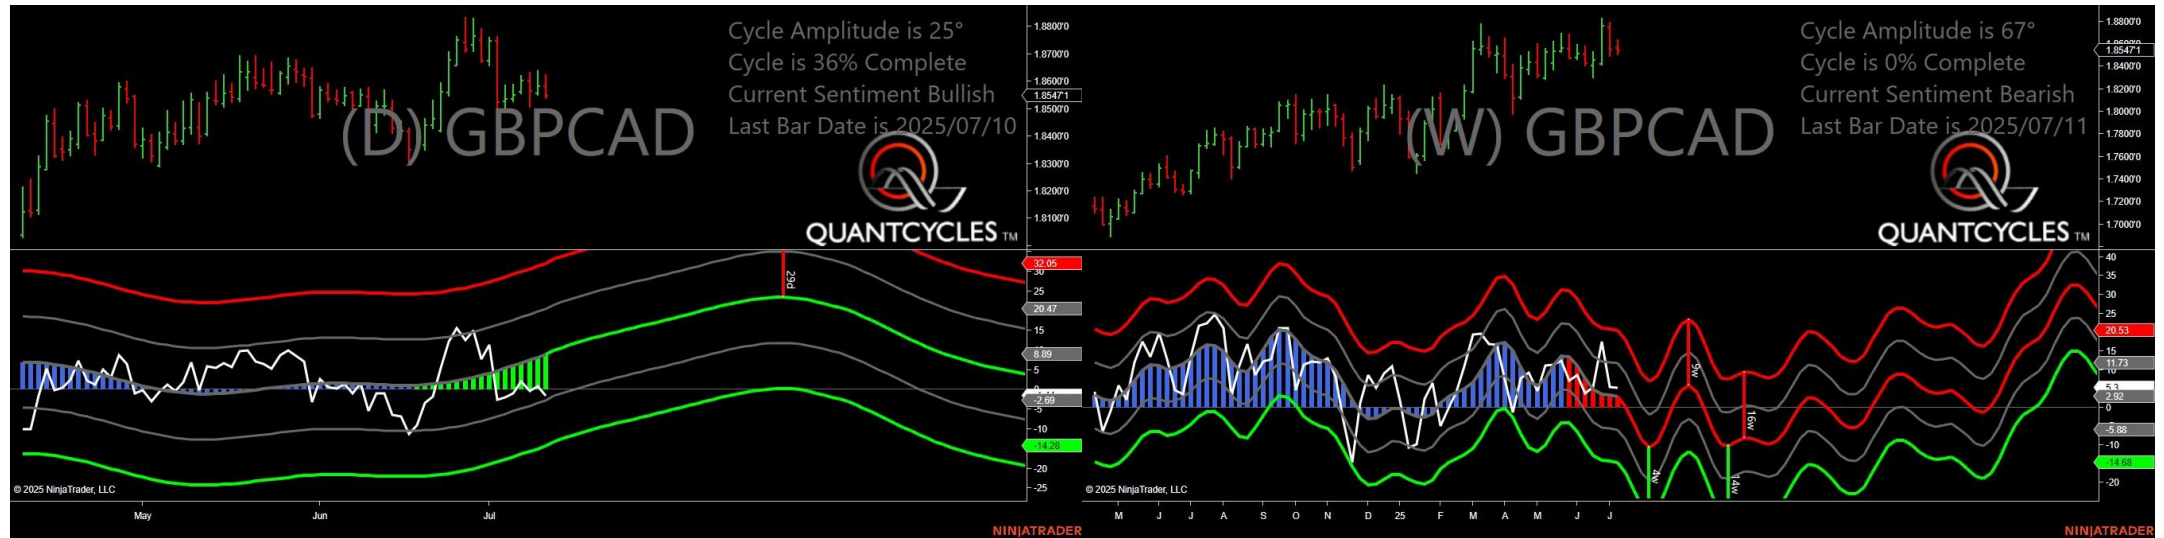 Cycle Amplitude is 25°
Cycle is 36% Complete
Current Sentiment Bullish
Last Bar Date is 2025/07/10
(D) GBPCAD
QUANTCYCLES TM
1.8800'0
1.8700'0
1.8600'0
1.8547'1
1.8500'0
1.8400'0
1.8300'0
1.8200'0
1.8100'0
29d
32.05
30
25
20.47
15
8.89
5
0
-2.69
-5
-10
-14.28
-20
-25
© 2025 NinjaTrader, LLC
May
Jun
Jul
NINJATRADER
Cycle Amplitude is 67°
Cycle is 0% Complete
Current Sentiment Bearish
Last Bar Date is 2025/07/11
(W) GBPCAD
QUANTCYCLES TM
1.8800'0
1.8547'1
1.8400'0
1.8200'0
1.8000'0
1.7800'0
1.7600'0
1.7400'0
1.7200'0
1.7000'0
9w
16w
4w
14w
40
35
30
25
20.53
15
11.73
10
5.3
2.92
0
-5.88
-10
-14.68
-20
© 2025 NinjaTrader, LLC
M
J
J
A
S
O
N
D
25
F
M
A
M
J
J
NINJATRADER